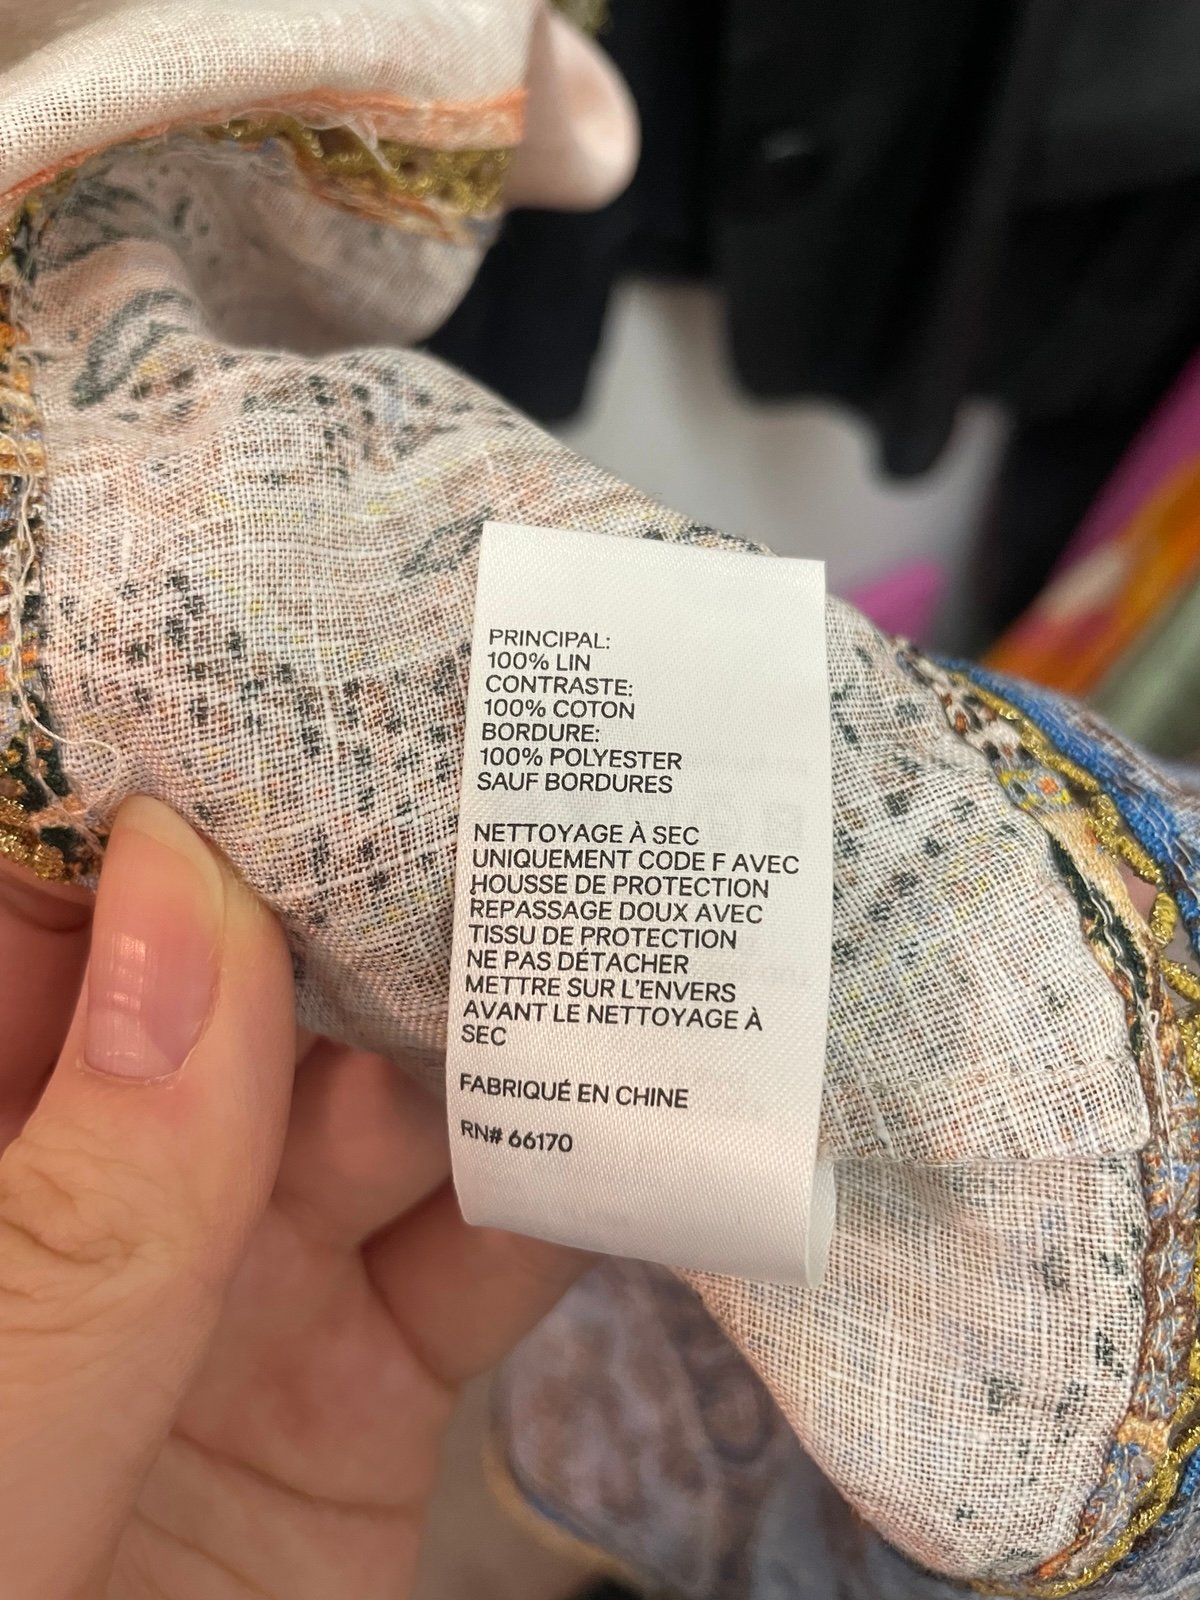 PRINCIPAL:
100% LIN
CONTRASTE:
100% COTON
BORDURE:
100% POLYESTER
SAUF BORDURES
NETTOYAGE À SEC
UNIQUEMENT CODE F AVEC
HOUSSE DE PROTECTION
REPASSAGE DOUX AVEC
TISSU DE PROTECTION
NE PAS DÉTACHER
METTRE SUR L'ENVERS
AVANT LE NETTOYAGE À
SEC
FABRIQUÉ EN CHINE
RN# 66170